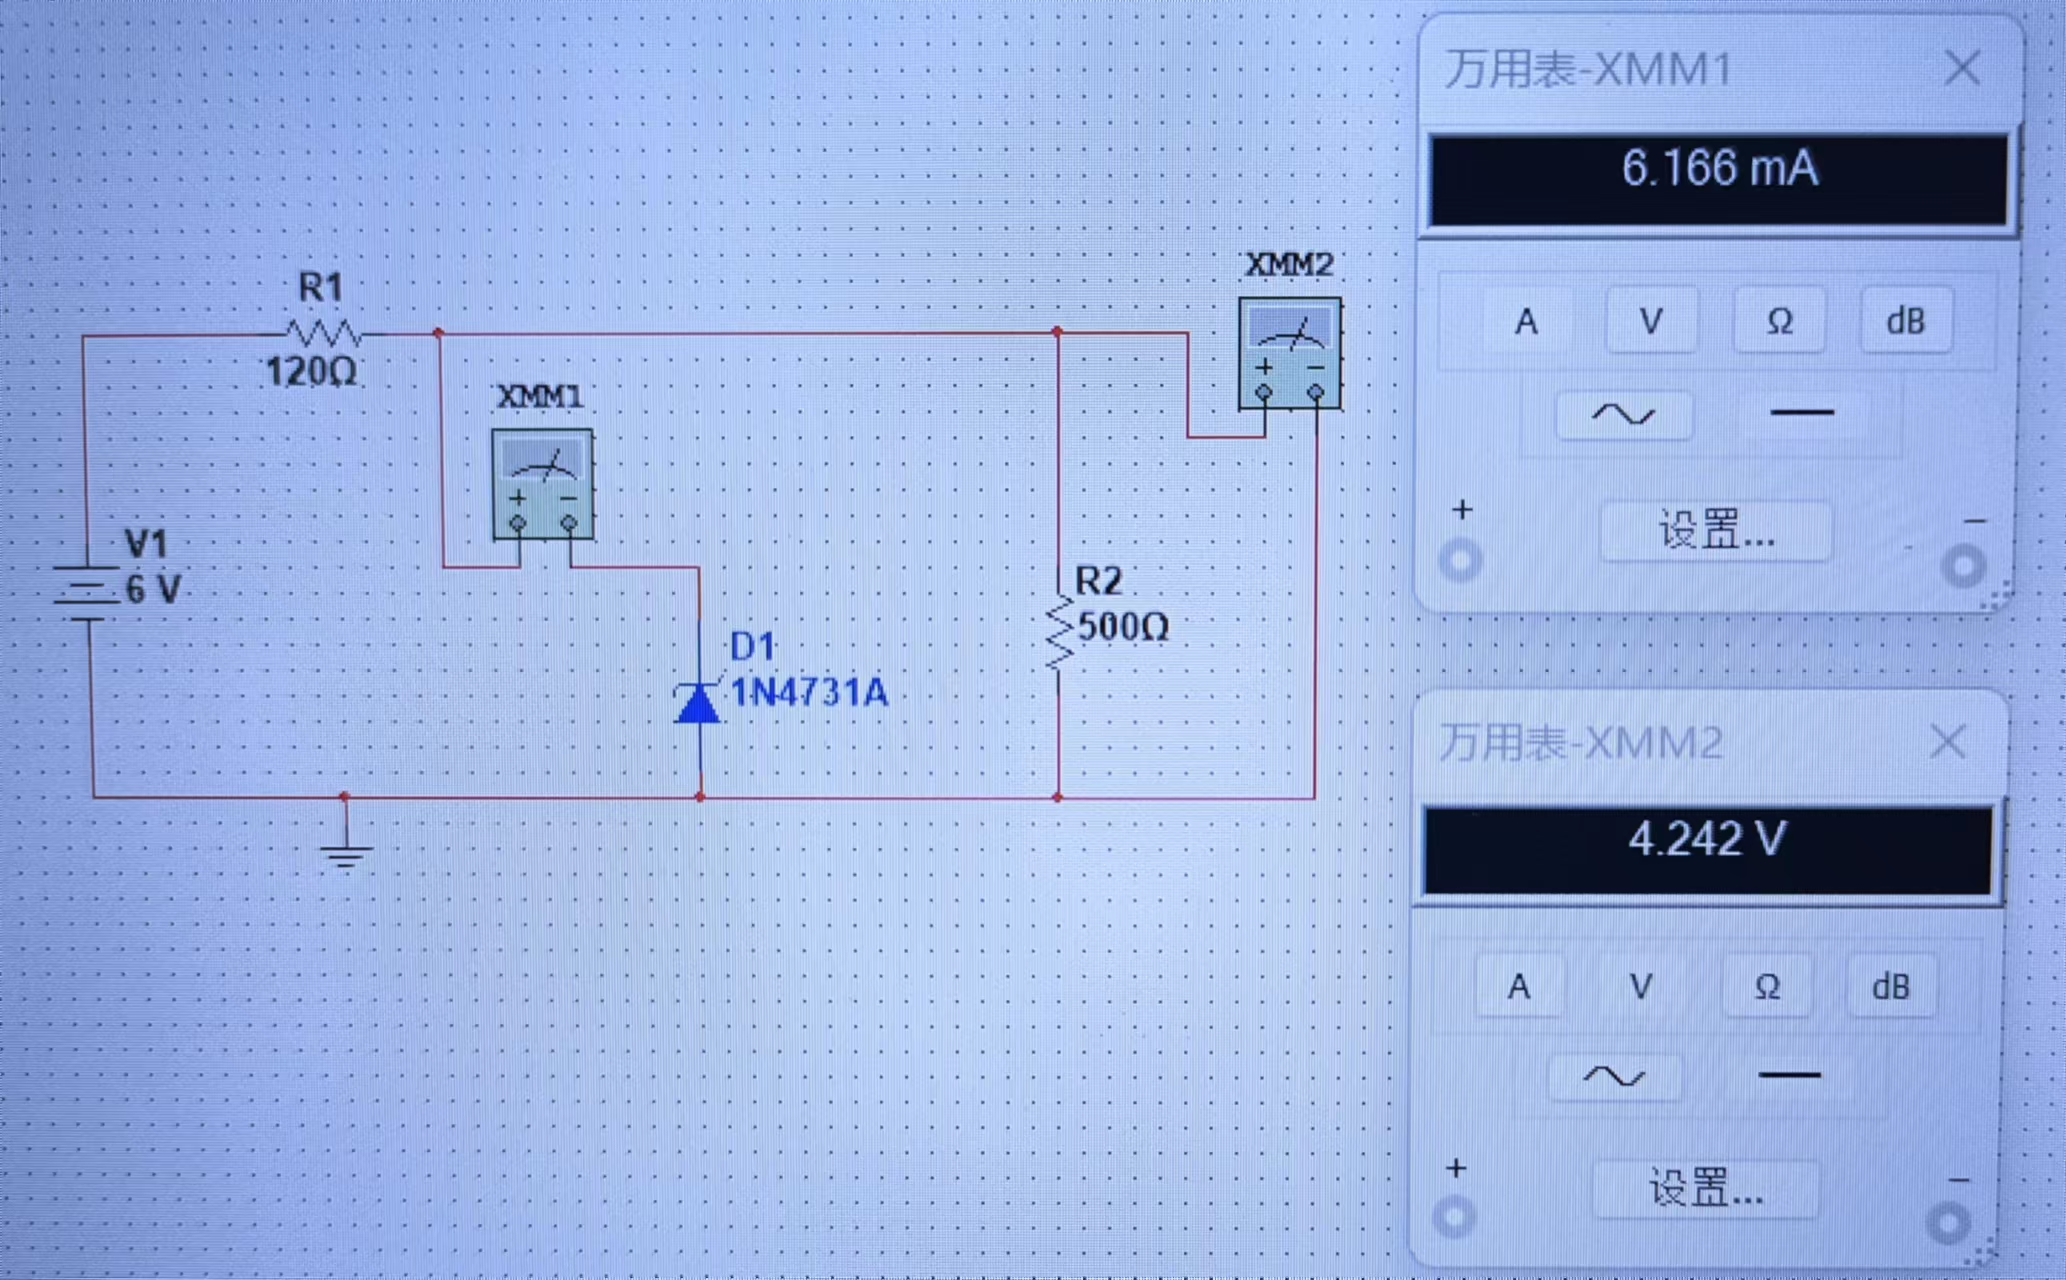 R1
120Ω
XMM1
+ −
V1
6 V
D1
1N4731A
R2
500Ω
XMM2
+ −
万用表-XMM1
6.166 mA
A V Ω dB
+ −
设置...
万用表-XMM2
4.242 V
A V Ω dB
+ −
设置...